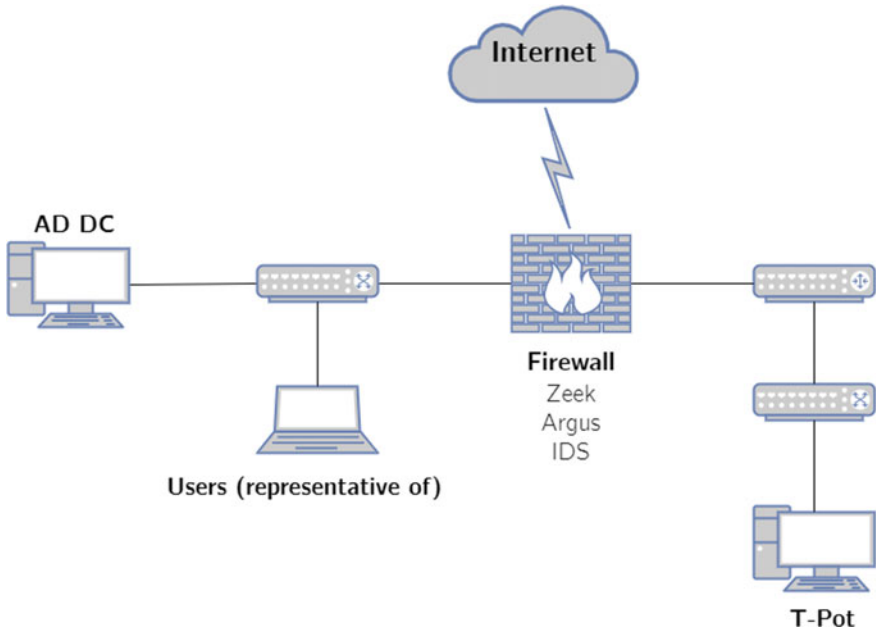 Internet
AD DC
Firewall
Zeek
Argus
IDS
Users (representative of)
T-Pot